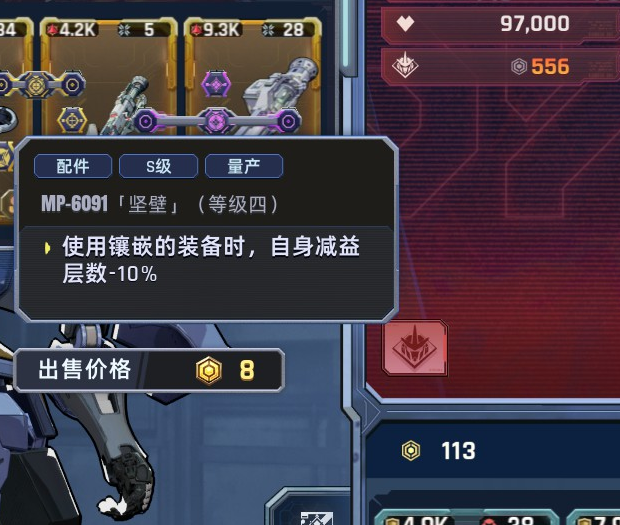 84
4.2K
5
9.3K
28
97,000
556
配件
S级
量产
MP-6091「坚壁」（等级四）
使用镶嵌的装备时，自身减益
层数-10%
出售价格
8
113